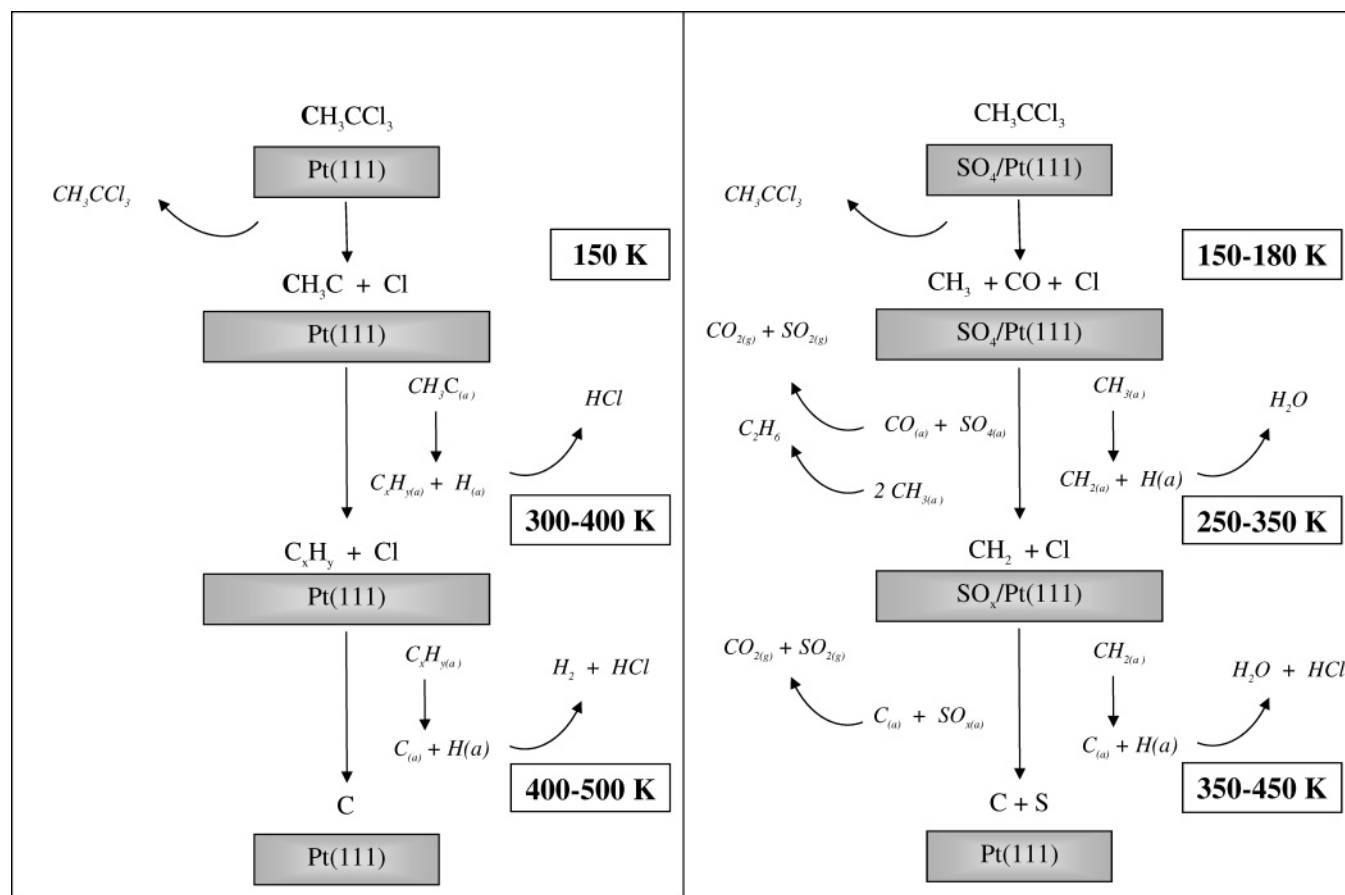 CH₃CCl₃
Pt(111)
CH₃CCl₃
150 K
CH₃C + Cl
Pt(111)
CH₃C₍ₐ₎
HCl
CₓHy(a) + H(a)
300-400 K
CₓHy + Cl
Pt(111)
CₓHy(a)
H₂ + HCl
C(a) + H(a)
400-500 K
C
Pt(111)
CH₃CCl₃
SO₄/Pt(111)
CH₃CCl₃
150-180 K
CH₃ + CO + Cl
SO₄/Pt(111)
CO₂(g) + SO₂(g)
CH₃(a)
H₂O
C₂H₆
CO(a) + SO₄(a)
CH₂(a) + H(a)
2 CH₃(a)
250-350 K
CH₂ + Cl
SOₓ/Pt(111)
CO₂(g) + SO₂(g)
CH₂(a)
H₂O + HCl
C(a) + SOₓ(a)
C(a) + H(a)
350-450 K
C + S
Pt(111)